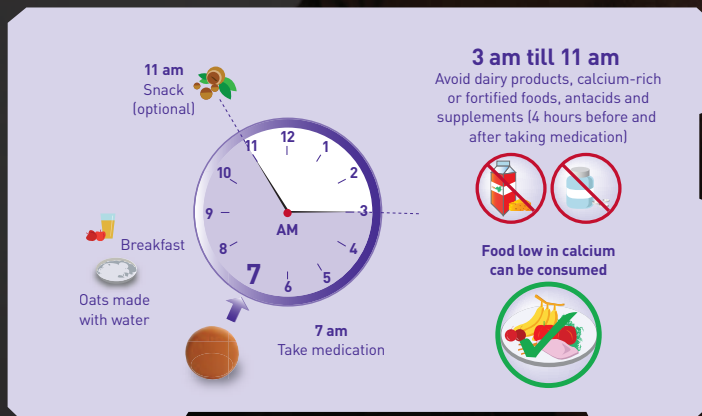 11 am
Snack
(optional)
12
1
2
3
4
5
6
7
8
9
10
11
AM
Breakfast
Oats made
with water
7 am
Take medication
3 am till 11 am
Avoid dairy products, calcium-rich
or fortified foods, antacids and
supplements (4 hours before and
after taking medication)
Food low in calcium
can be consumed